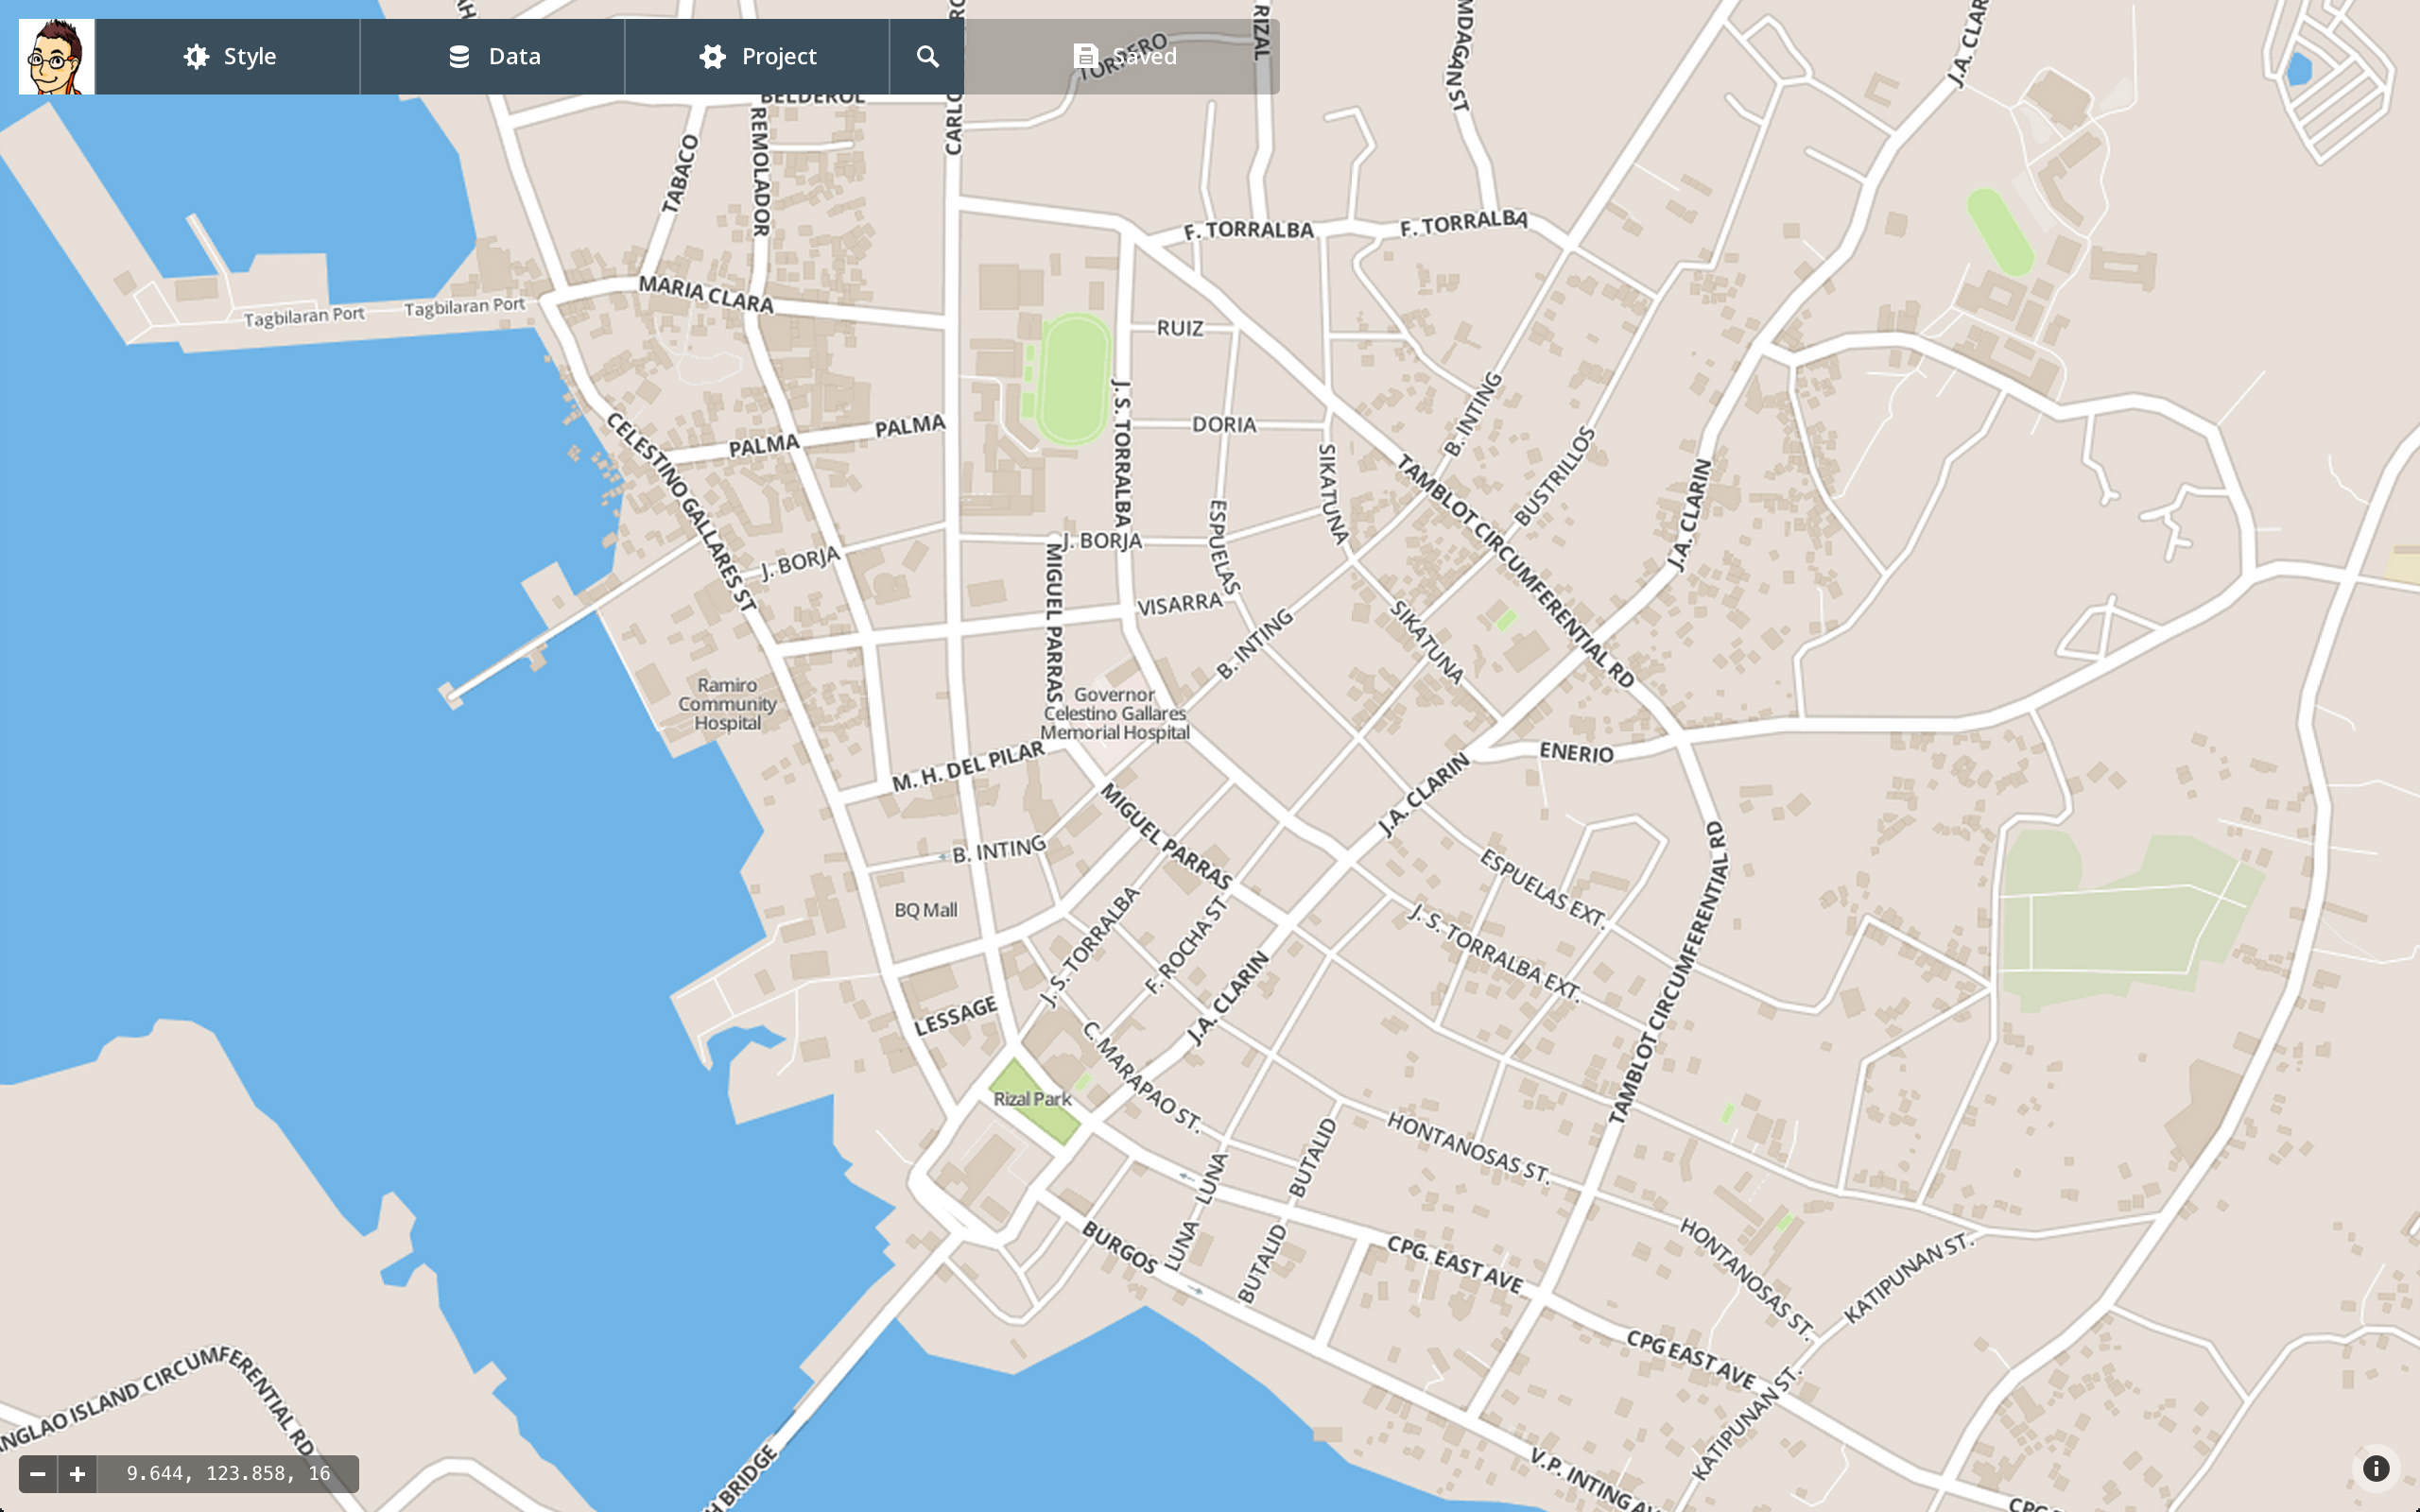 Style
Data
Project
Saved
TORRERO
RIZAL
BELDEROL
REMOLADOR
TABACO
J.A. CLARIN
F. TORRALBA
F. TORRALBA
MARIA CLARA
Tagbilaran Port
Tagbilaran Port
RUIZ
J. S. TORRALBA
DORIA
B. INTING
BUSTRILLOS
PALMA
PALMA
CELESTINO GALLARES ST
SIKATUNA
TAMBLOT CIRCUMFERENTIAL RD
J.A. CLARIN
ESPUELAS
J. BORJA
J. BORJA
MIGUEL PARRAS
VISARRA
B. INTING
SIKATUNA
Ramiro
Community
Hospital
Governor
Celestino Gallares
Memorial Hospital
M. H. DEL PILAR
ENERIO
J.A. CLARIN
MIGUEL PARRAS
B. INTING
ESPUELAS EXT.
TAMBLOT CIRCUMFERENTIAL RD
BQ Mall
J. S. TORRALBA
F. ROCHA ST
J. S. TORRALBA EXT.
J.A. CLARIN
LESSAGE
C. MARAPAO ST.
Rizal Park
HONTANOSAS ST.
BUTALID
LUNA
LUNA
BUTALID
BURGOS
CPG. EAST AVE
HONTANOSAS ST.
KATIPUNAN ST.
CPG EAST AVE
KATIPUNAN ST.
NGLAO ISLAND CIRCUMFERENTIAL RD
H BRIDGE
V.P. INTING AV
9.644, 123.858, 16